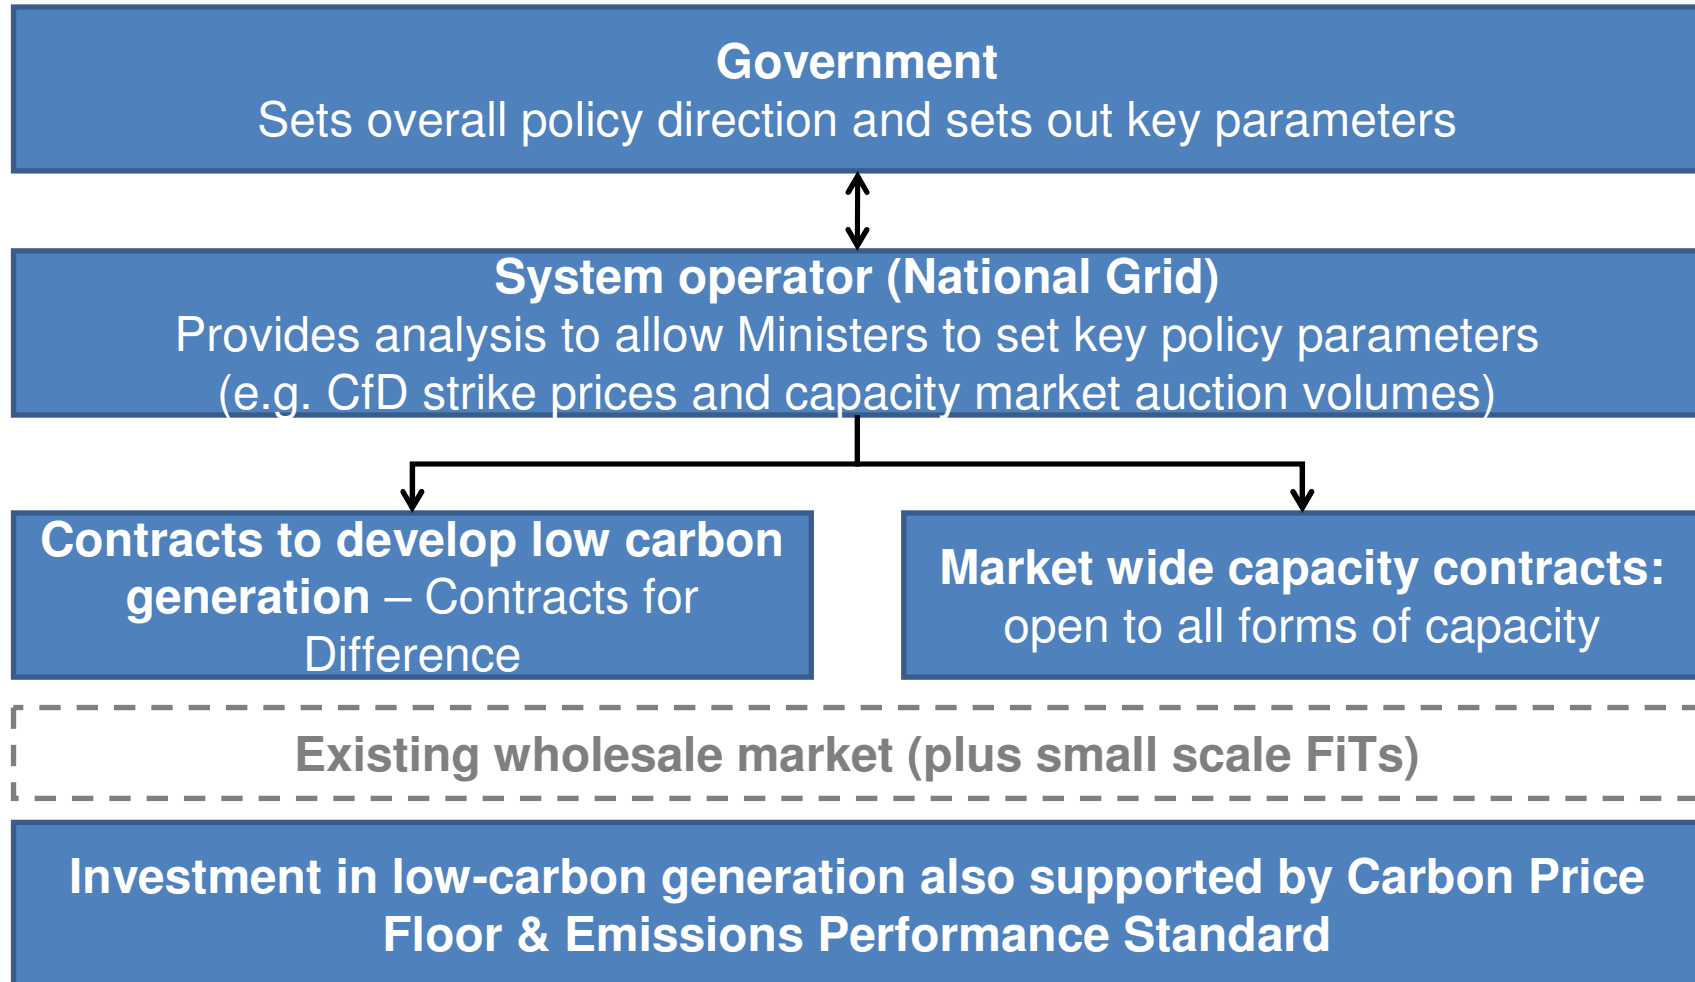 Government
Sets overall policy direction and sets out key parameters
System operator (National Grid)
Provides analysis to allow Ministers to set key policy parameters
(e.g. CfD strike prices and capacity market auction volumes)
Contracts to develop low carbon
generation – Contracts for
Difference
Market wide capacity contracts:
open to all forms of capacity
Existing wholesale market (plus small scale FiTs)
Investment in low-carbon generation also supported by Carbon Price
Floor & Emissions Performance Standard